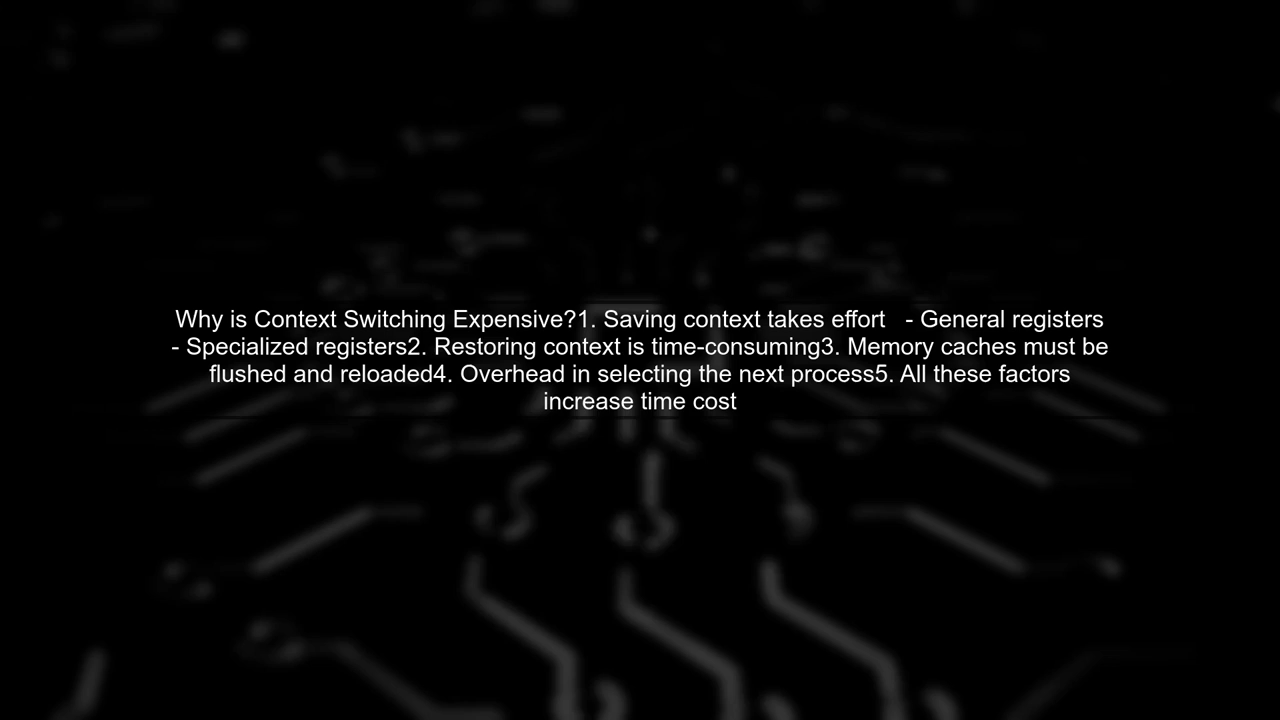 Why is Context Switching Expensive?1. Saving context takes effort   - General registers
- Specialized registers2. Restoring context is time-consuming3. Memory caches must be
flushed and reloaded4. Overhead in selecting the next process5. All these factors
increase time cost